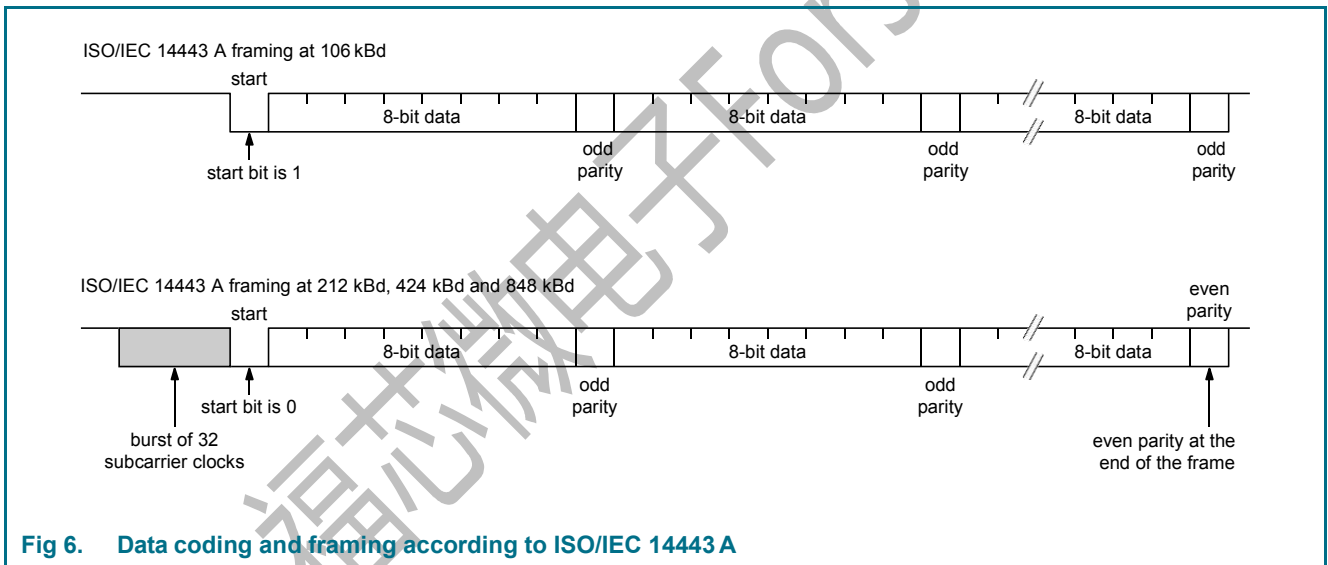 ISO/IEC 14443 A framing at 106 kBd
start
8-bit data
8-bit data
8-bit data
start bit is 1
odd
parity
odd
parity
odd
parity
ISO/IEC 14443 A framing at 212 kBd, 424 kBd and 848 kBd
start
even
parity
8-bit data
8-bit data
8-bit data
start bit is 0
odd
parity
odd
parity
burst of 32
subcarrier clocks
even parity at the
end of the frame
福芯微电子For
Fig 6. Data coding and framing according to ISO/IEC 14443 A